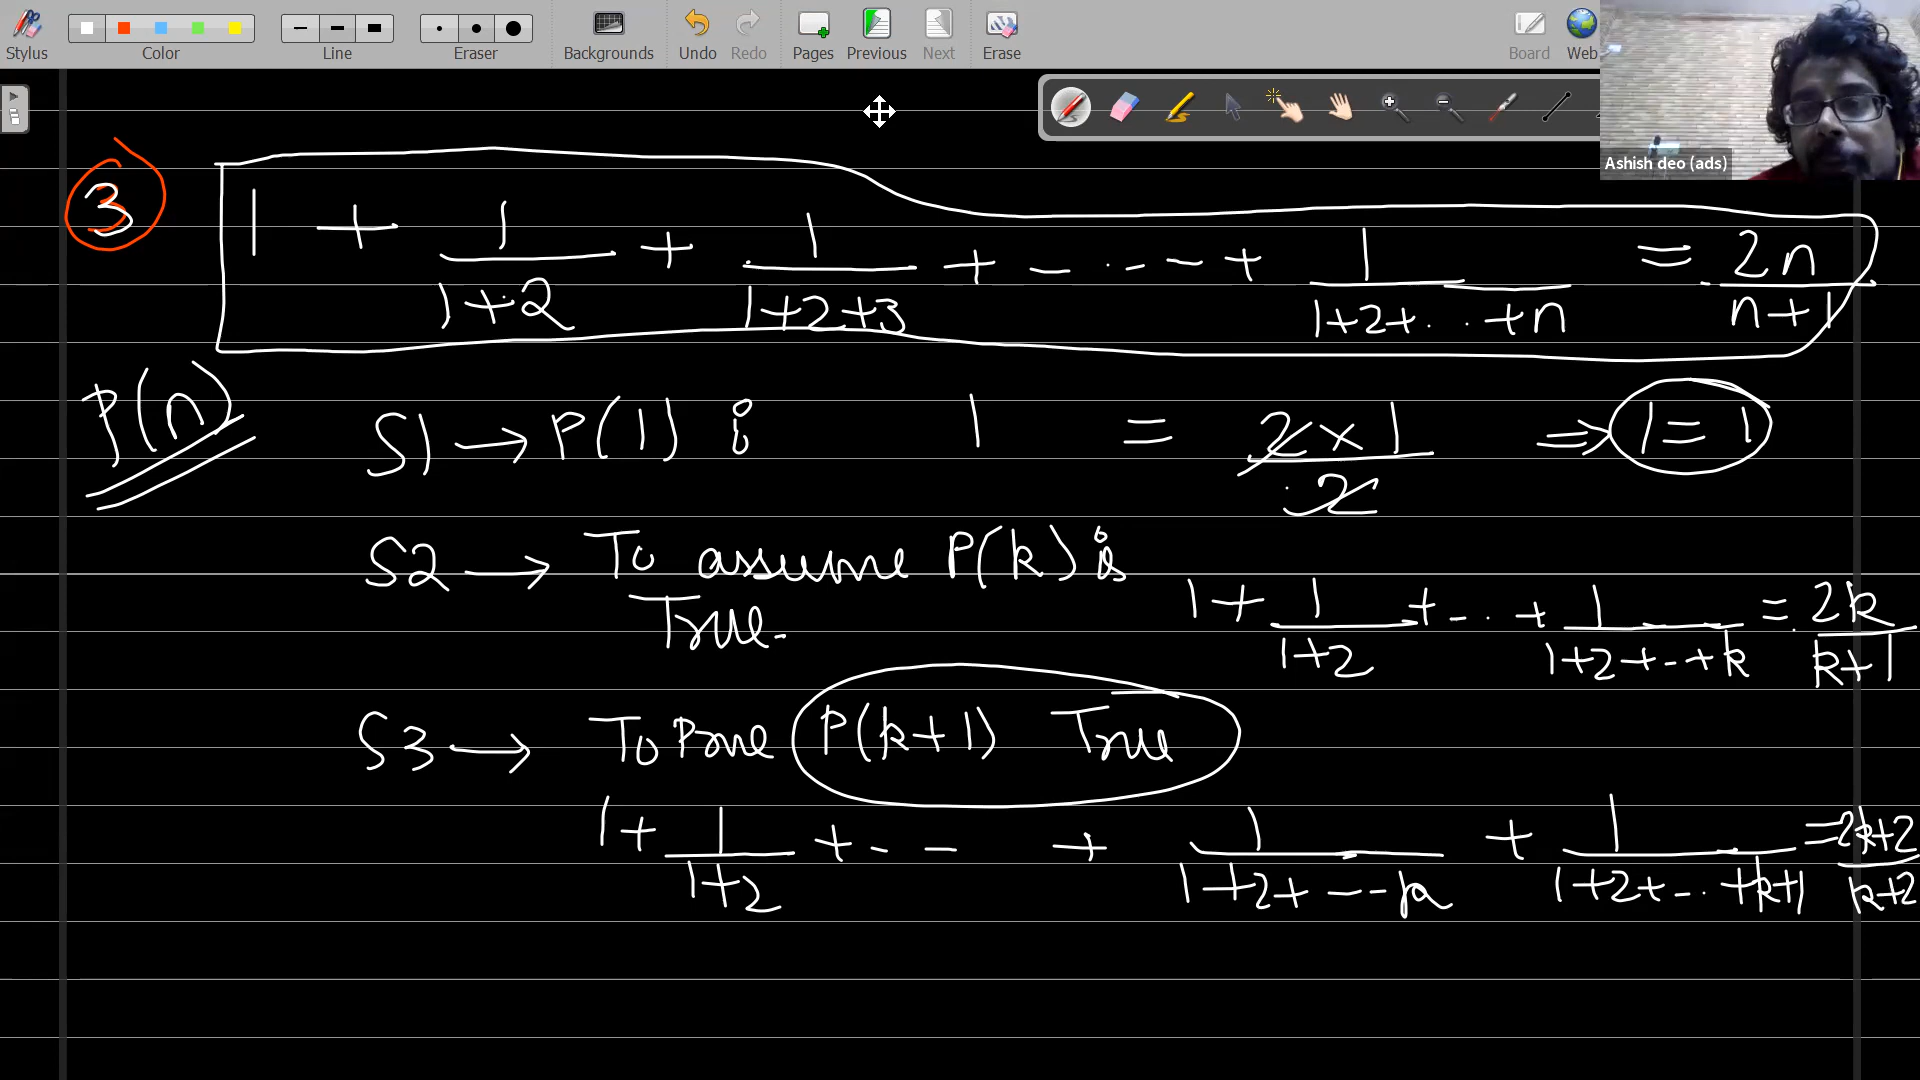 Stylus Color Line Eraser Backgrounds Undo Redo Pages Previous Next Erase Board Web
Ashish deo (ads)
3
1 + 1/(1+2) + 1/(1+2+3) + - - - - + 1/(1+2+...+n) = 2n/(n+1)
P(n)
S1 → P(1) : 1 = 2×1/2 ⇒ 1 = 1
S2 → To assume P(k) is
True.
1 + 1/(1+2) + - - + 1/(1+2+--+k) = 2k/(k+1)
S3 → To Prove P(k+1) True
1 + 1/(1+2) + - - + 1/(1+2+---k) + 1/(1+2+--+k+1) = 2k+2/k+2